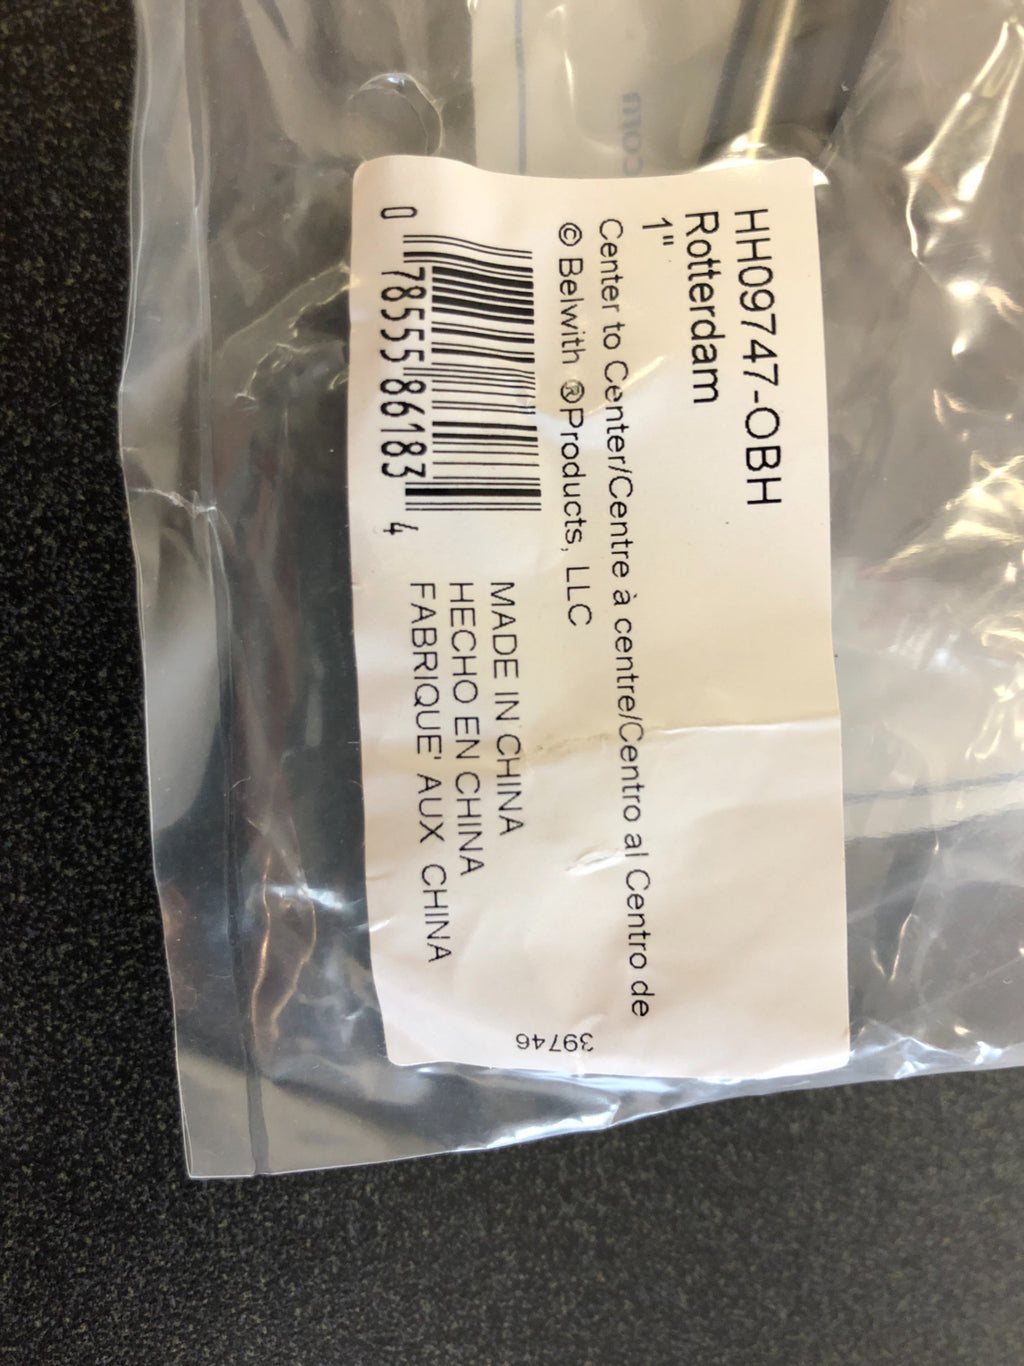 HH09747-OBH
Rotterdam
1"
Center to Center/Centre à centre/Centro al Centro de
© Belwith ®Products, LLC
0 78555 86183 4
MADE IN CHINA
HECHO EN CHINA
FABRIQUE' AUX CHINA
39746
com